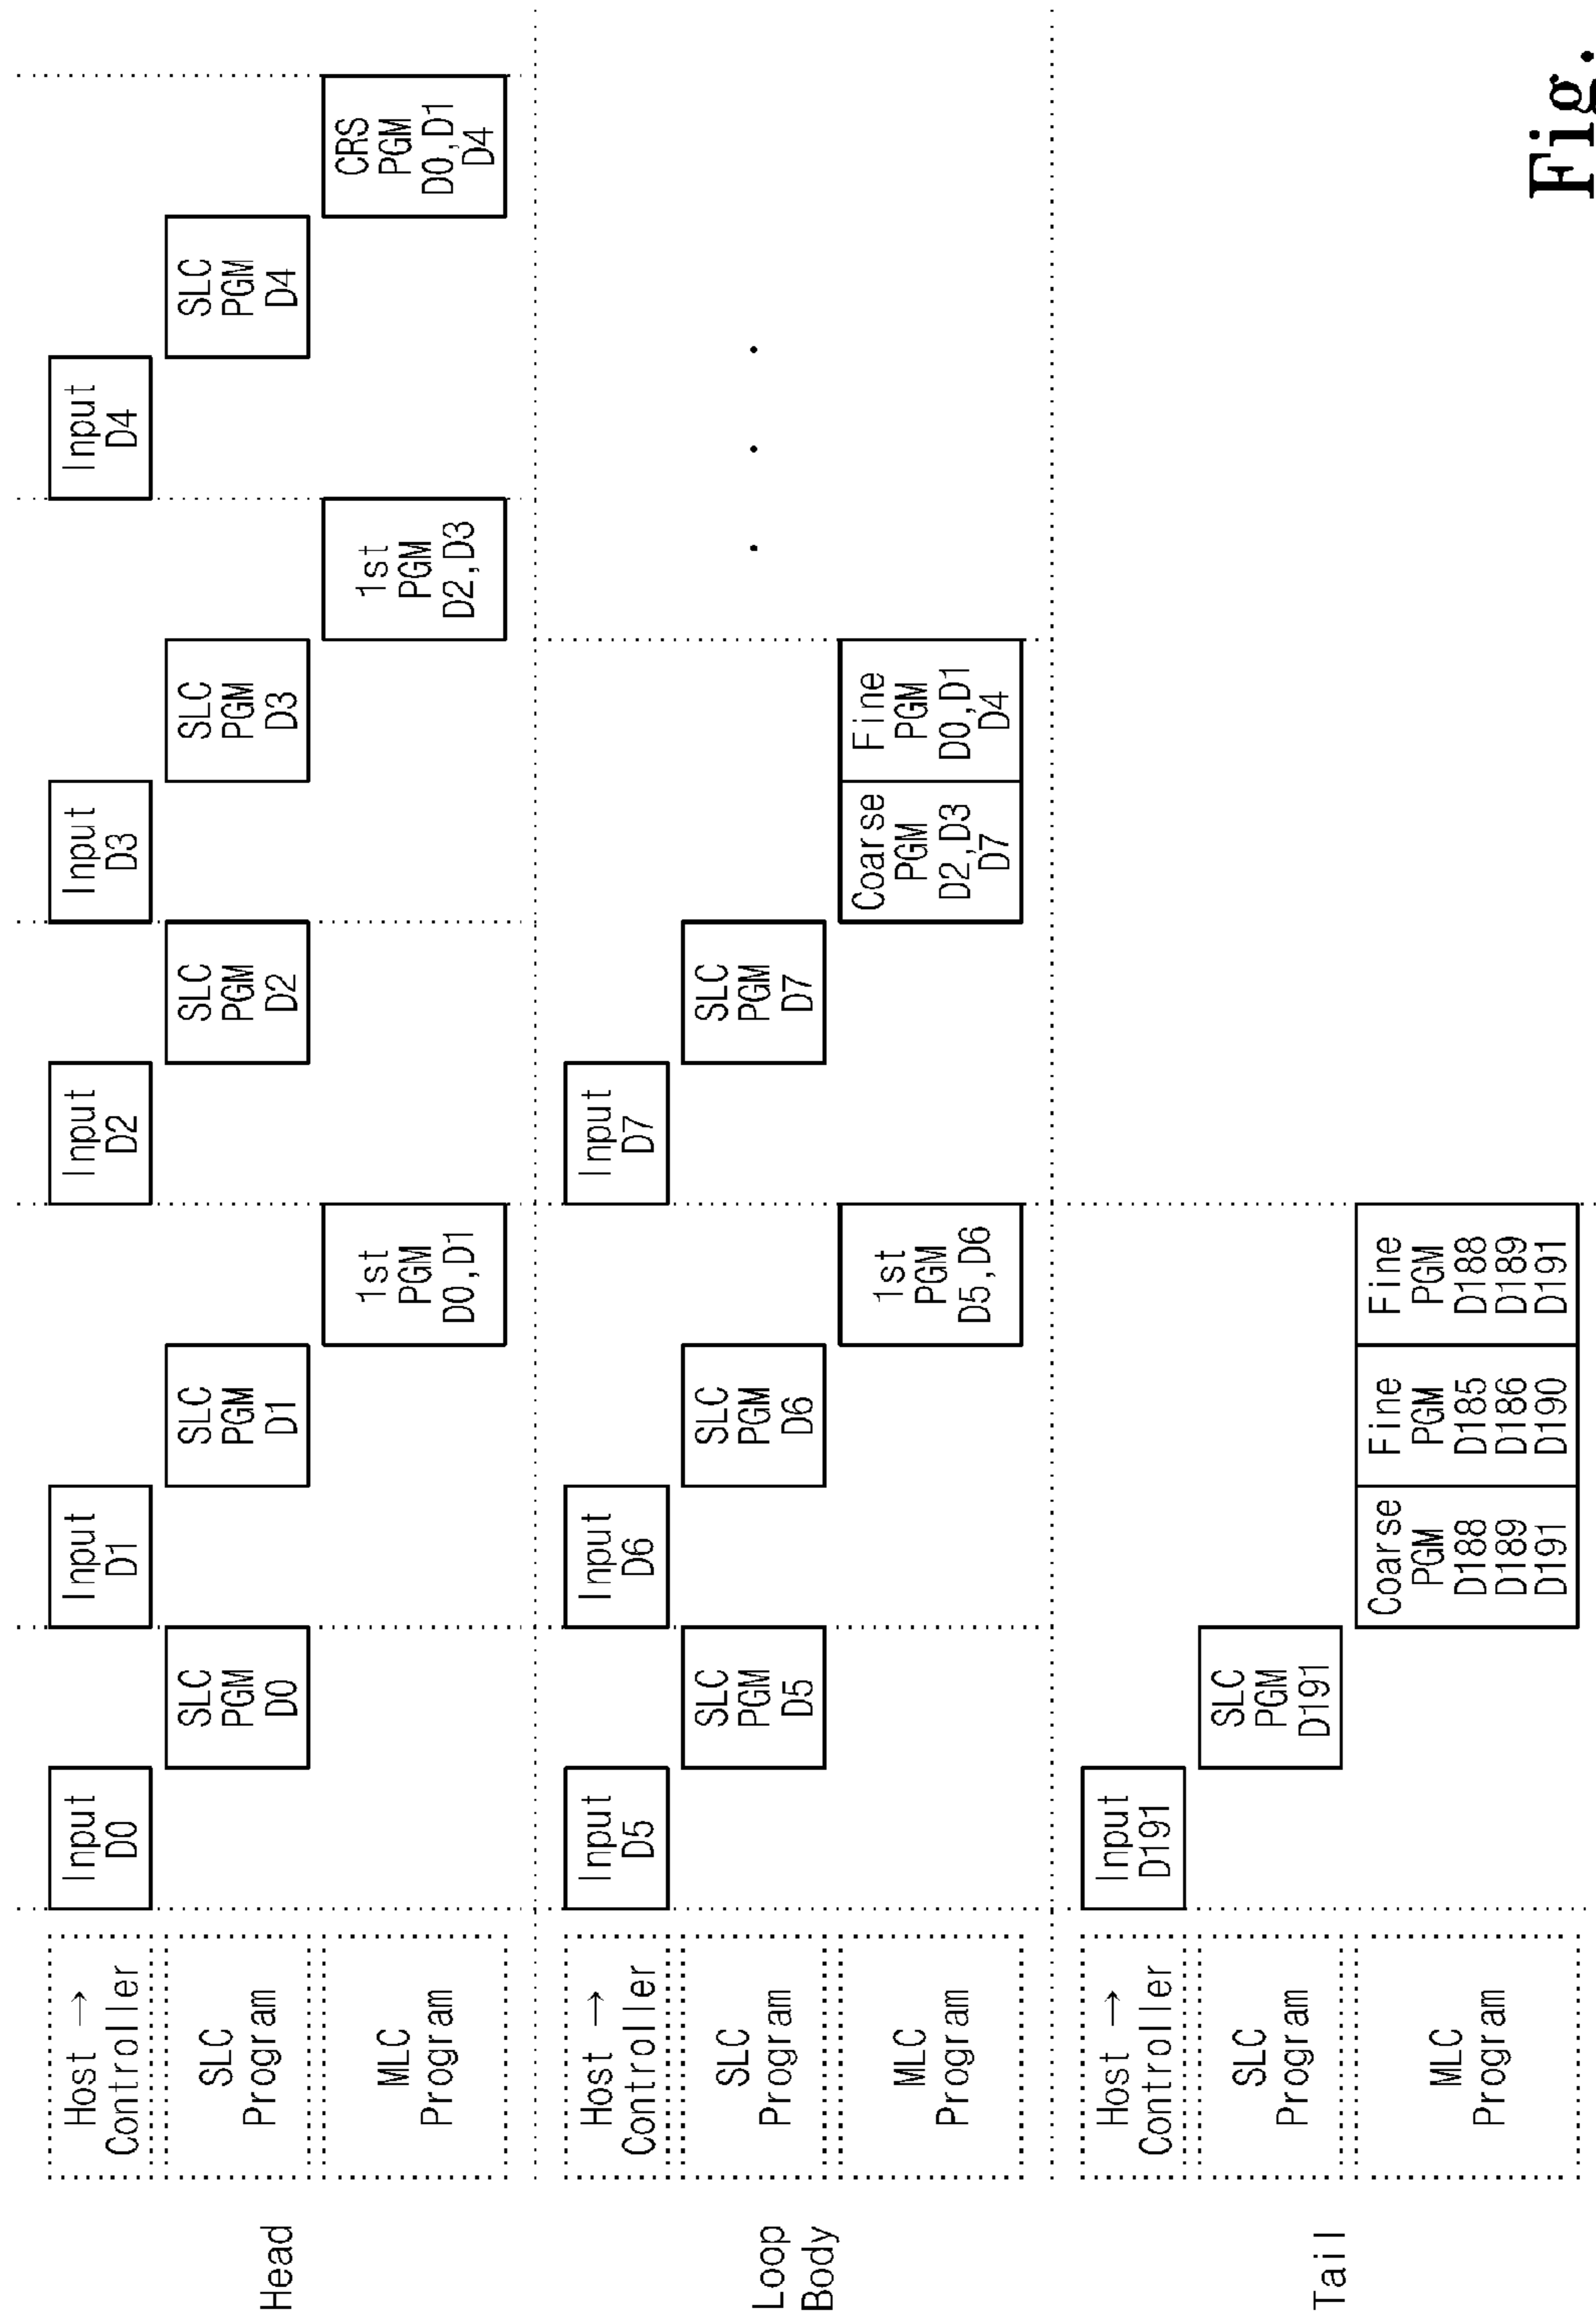 Head
Host →
Controller
Input
D0
Input
D1
Input
D2
Input
D3
Input
D4
SLC
Program
SLC
PGM
D0
SLC
PGM
D1
SLC
PGM
D2
SLC
PGM
D3
SLC
PGM
D4
MLC
Program
1st
PGM
D0,D1
1st
PGM
D2,D3
CRS
PGM
D0,D1
D4
Loop
Body
Host →
Controller
Input
D5
Input
D6
Input
D7
SLC
Program
SLC
PGM
D5
SLC
PGM
D6
SLC
PGM
D7
MLC
Program
1st
PGM
D5,D6
Coarse
PGM
D2,D3
D7
Fine
PGM
D0,D1
D4
. . .
Tail
Host →
Controller
Input
D191
SLC
Program
SLC
PGM
D191
MLC
Program
Coarse
PGM
D188
D189
D191
Fine
PGM
D185
D186
D190
Fine
PGM
D188
D189
D191
Fig.